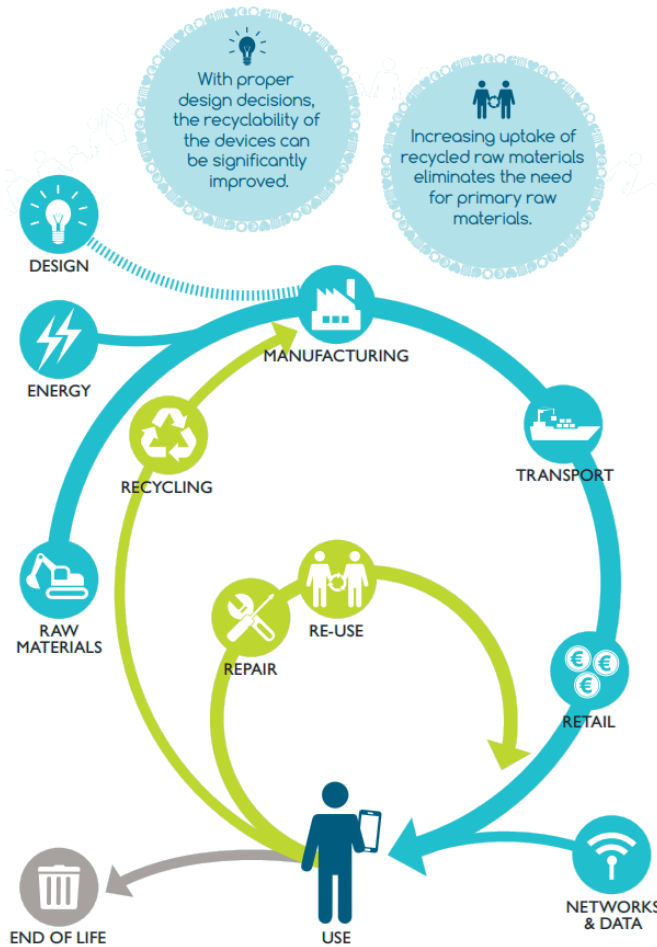 With proper
design decisions,
the recyclability of
the devices can
be significantly
improved.
Increasing uptake of
recycled raw materials
eliminates the need
for primary raw
materials.
DESIGN
ENERGY
MANUFACTURING
RECYCLING
TRANSPORT
RAW
MATERIALS
REPAIR
RE-USE
€
€
€
RETAIL
END OF LIFE
USE
NETWORKS
& DATA